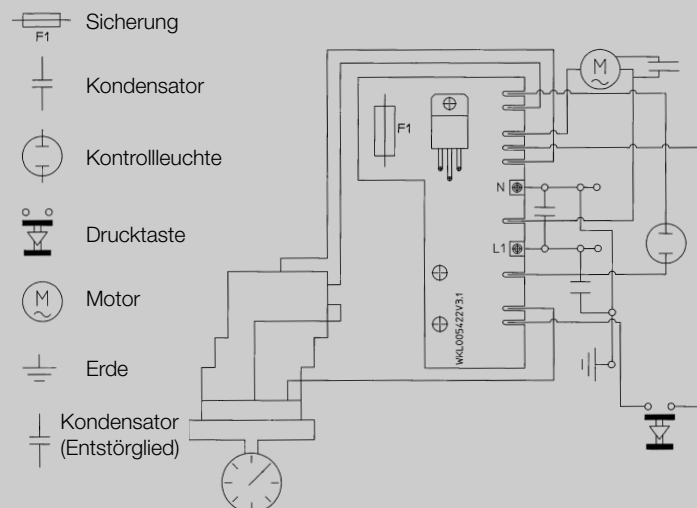 F1
Sicherung
Kondensator
Kontrollleuchte
Drucktaste
M
Motor
Erde
Kondensator
(Entstörglied)
F1
M
N
L1
WKL005422V3.1